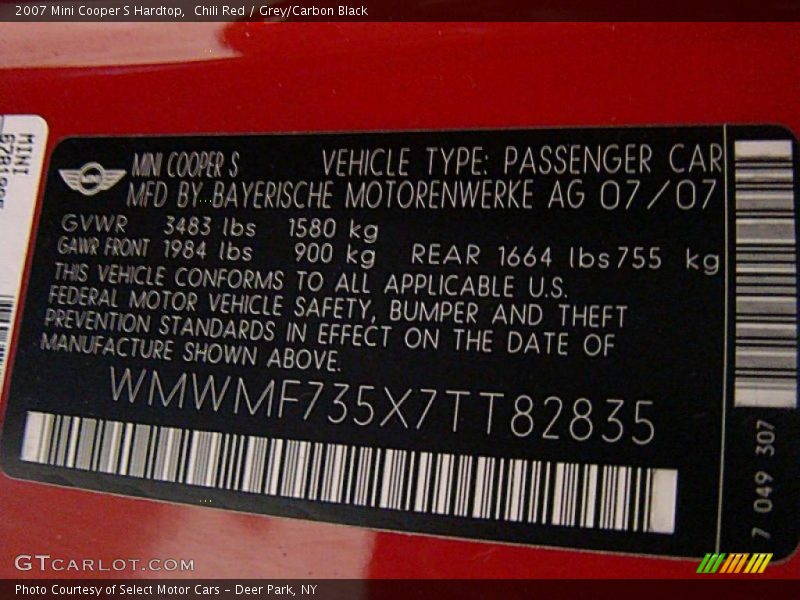 2007 Mini Cooper S Hardtop,  Chili Red / Grey/Carbon Black
MINI
MINI COOPER S VEHICLE TYPE: PASSENGER CAR
MFD BY BAYERISCHE MOTORENWERKE AG 07/07
GVWR 3483 lbs 1580 kg
GAWR FRONT 1984 lbs 900 kg REAR 1664 lbs 755 kg
THIS VEHICLE CONFORMS TO ALL APPLICABLE U.S.
FEDERAL MOTOR VEHICLE SAFETY, BUMPER AND THEFT
PREVENTION STANDARDS IN EFFECT ON THE DATE OF
MANUFACTURE SHOWN ABOVE.
WMWMF735X7TT82835
7 049 307
GTCARLOT.COM
Photo Courtesy of Select Motor Cars - Deer Park, NY